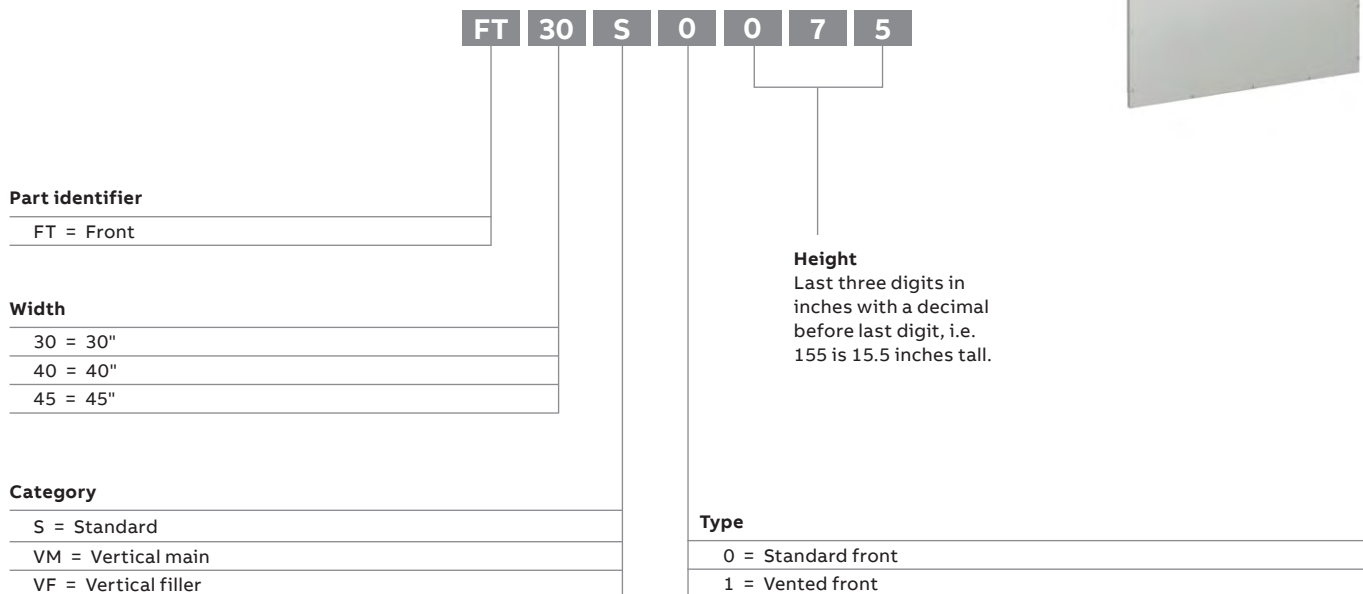 FT 30 S 0 0 7 5
Part identifier
FT = Front
Width
30 = 30"
40 = 40"
45 = 45"
Category
S = Standard
VM = Vertical main
VF = Vertical filler
Height
Last three digits in
inches with a decimal
before last digit, i.e.
155 is 15.5 inches tall.
Type
0 = Standard front
1 = Vented front